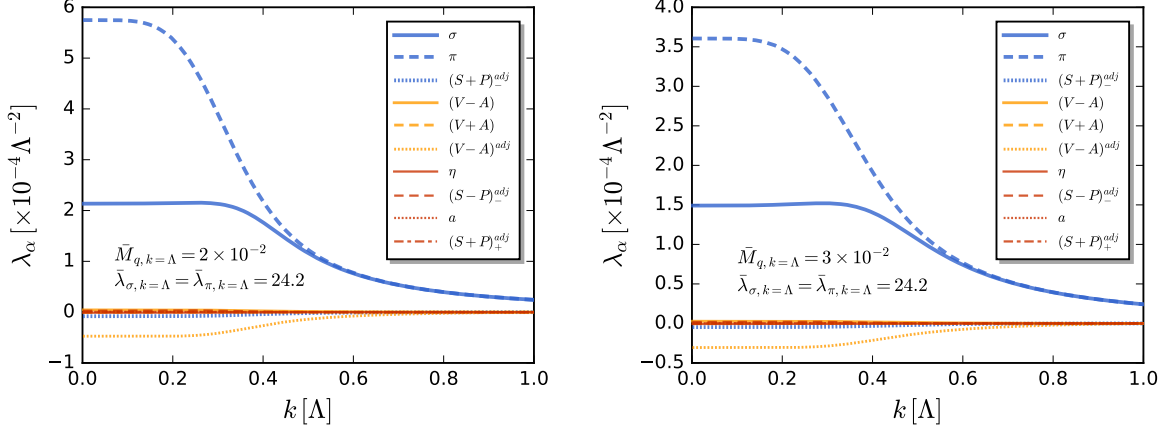 6
5
4
3
2
1
0
−1
λ_α [×10^{−4} Λ^{−2}]
σ
π
(S+P)_−^{adj}
(V−A)
(V+A)
(V−A)^{adj}
η
(S−P)_−^{adj}
a
(S+P)_+^{adj}
M̄_{q,k=Λ} = 2×10^{−2}
λ̄_{σ,k=Λ} = λ̄_{π,k=Λ} = 24.2
0.0 0.2 0.4 0.6 0.8 1.0
k [Λ]
4.0
3.5
3.0
2.5
2.0
1.5
1.0
0.5
0.0
−0.5
λ_α [×10^{−4} Λ^{−2}]
σ
π
(S+P)_−^{adj}
(V−A)
(V+A)
(V−A)^{adj}
η
(S−P)_−^{adj}
a
(S+P)_+^{adj}
M̄_{q,k=Λ} = 3×10^{−2}
λ̄_{σ,k=Λ} = λ̄_{π,k=Λ} = 24.2
0.0 0.2 0.4 0.6 0.8 1.0
k [Λ]